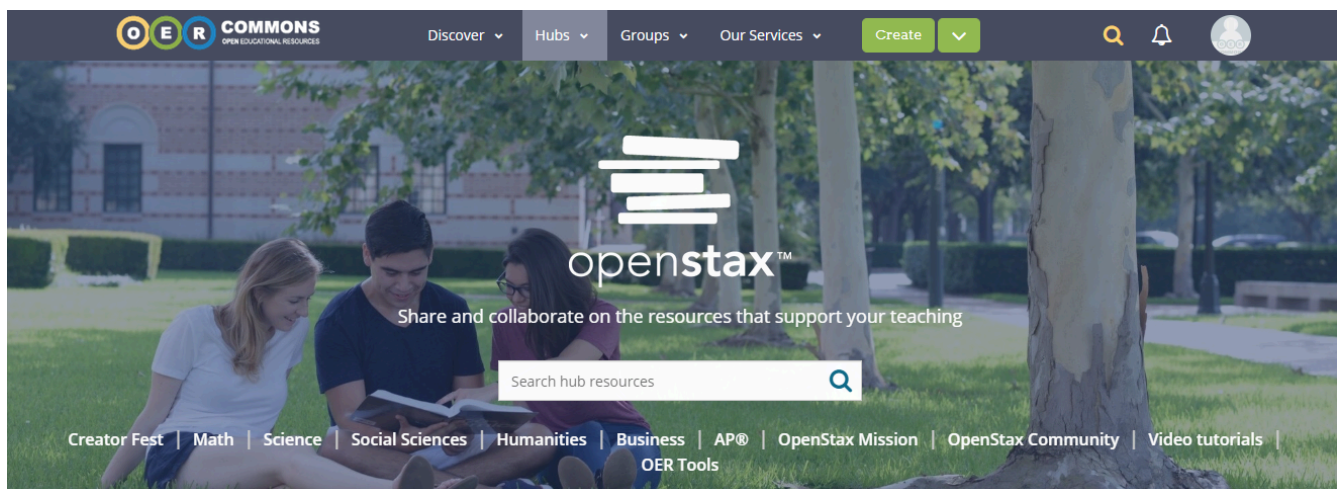 OER COMMONS
OPEN EDUCATIONAL RESOURCES
Discover Hubs Groups Our Services Create
openstax™
Share and collaborate on the resources that support your teaching
Search hub resources
Creator Fest | Math | Science | Social Sciences | Humanities | Business | AP® | OpenStax Mission | OpenStax Community | Video tutorials |
OER Tools